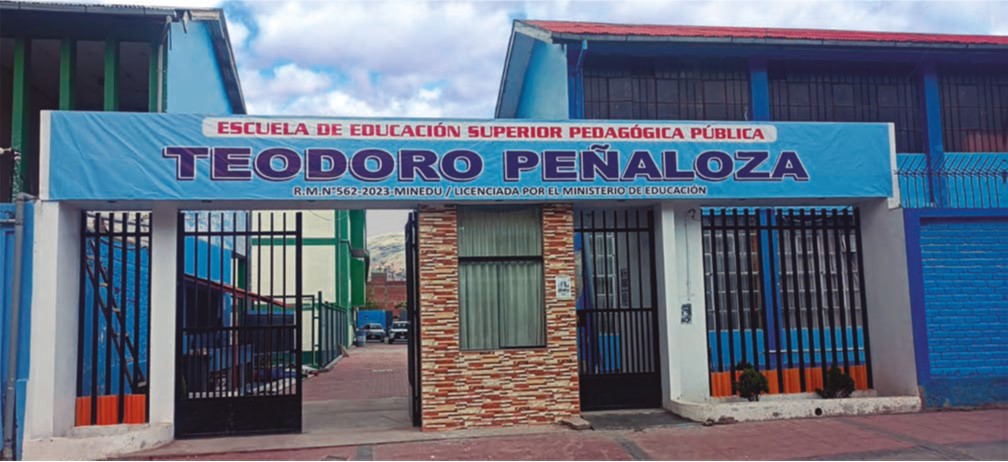 ESCUELA DE EDUCACIÓN SUPERIOR PEDAGÓGICA PÚBLICA
TEODORO PEÑALOZA
R.M.N°562-2023-MINEDU / LICENCIADA POR EL MINISTERIO DE EDUCACIÓN